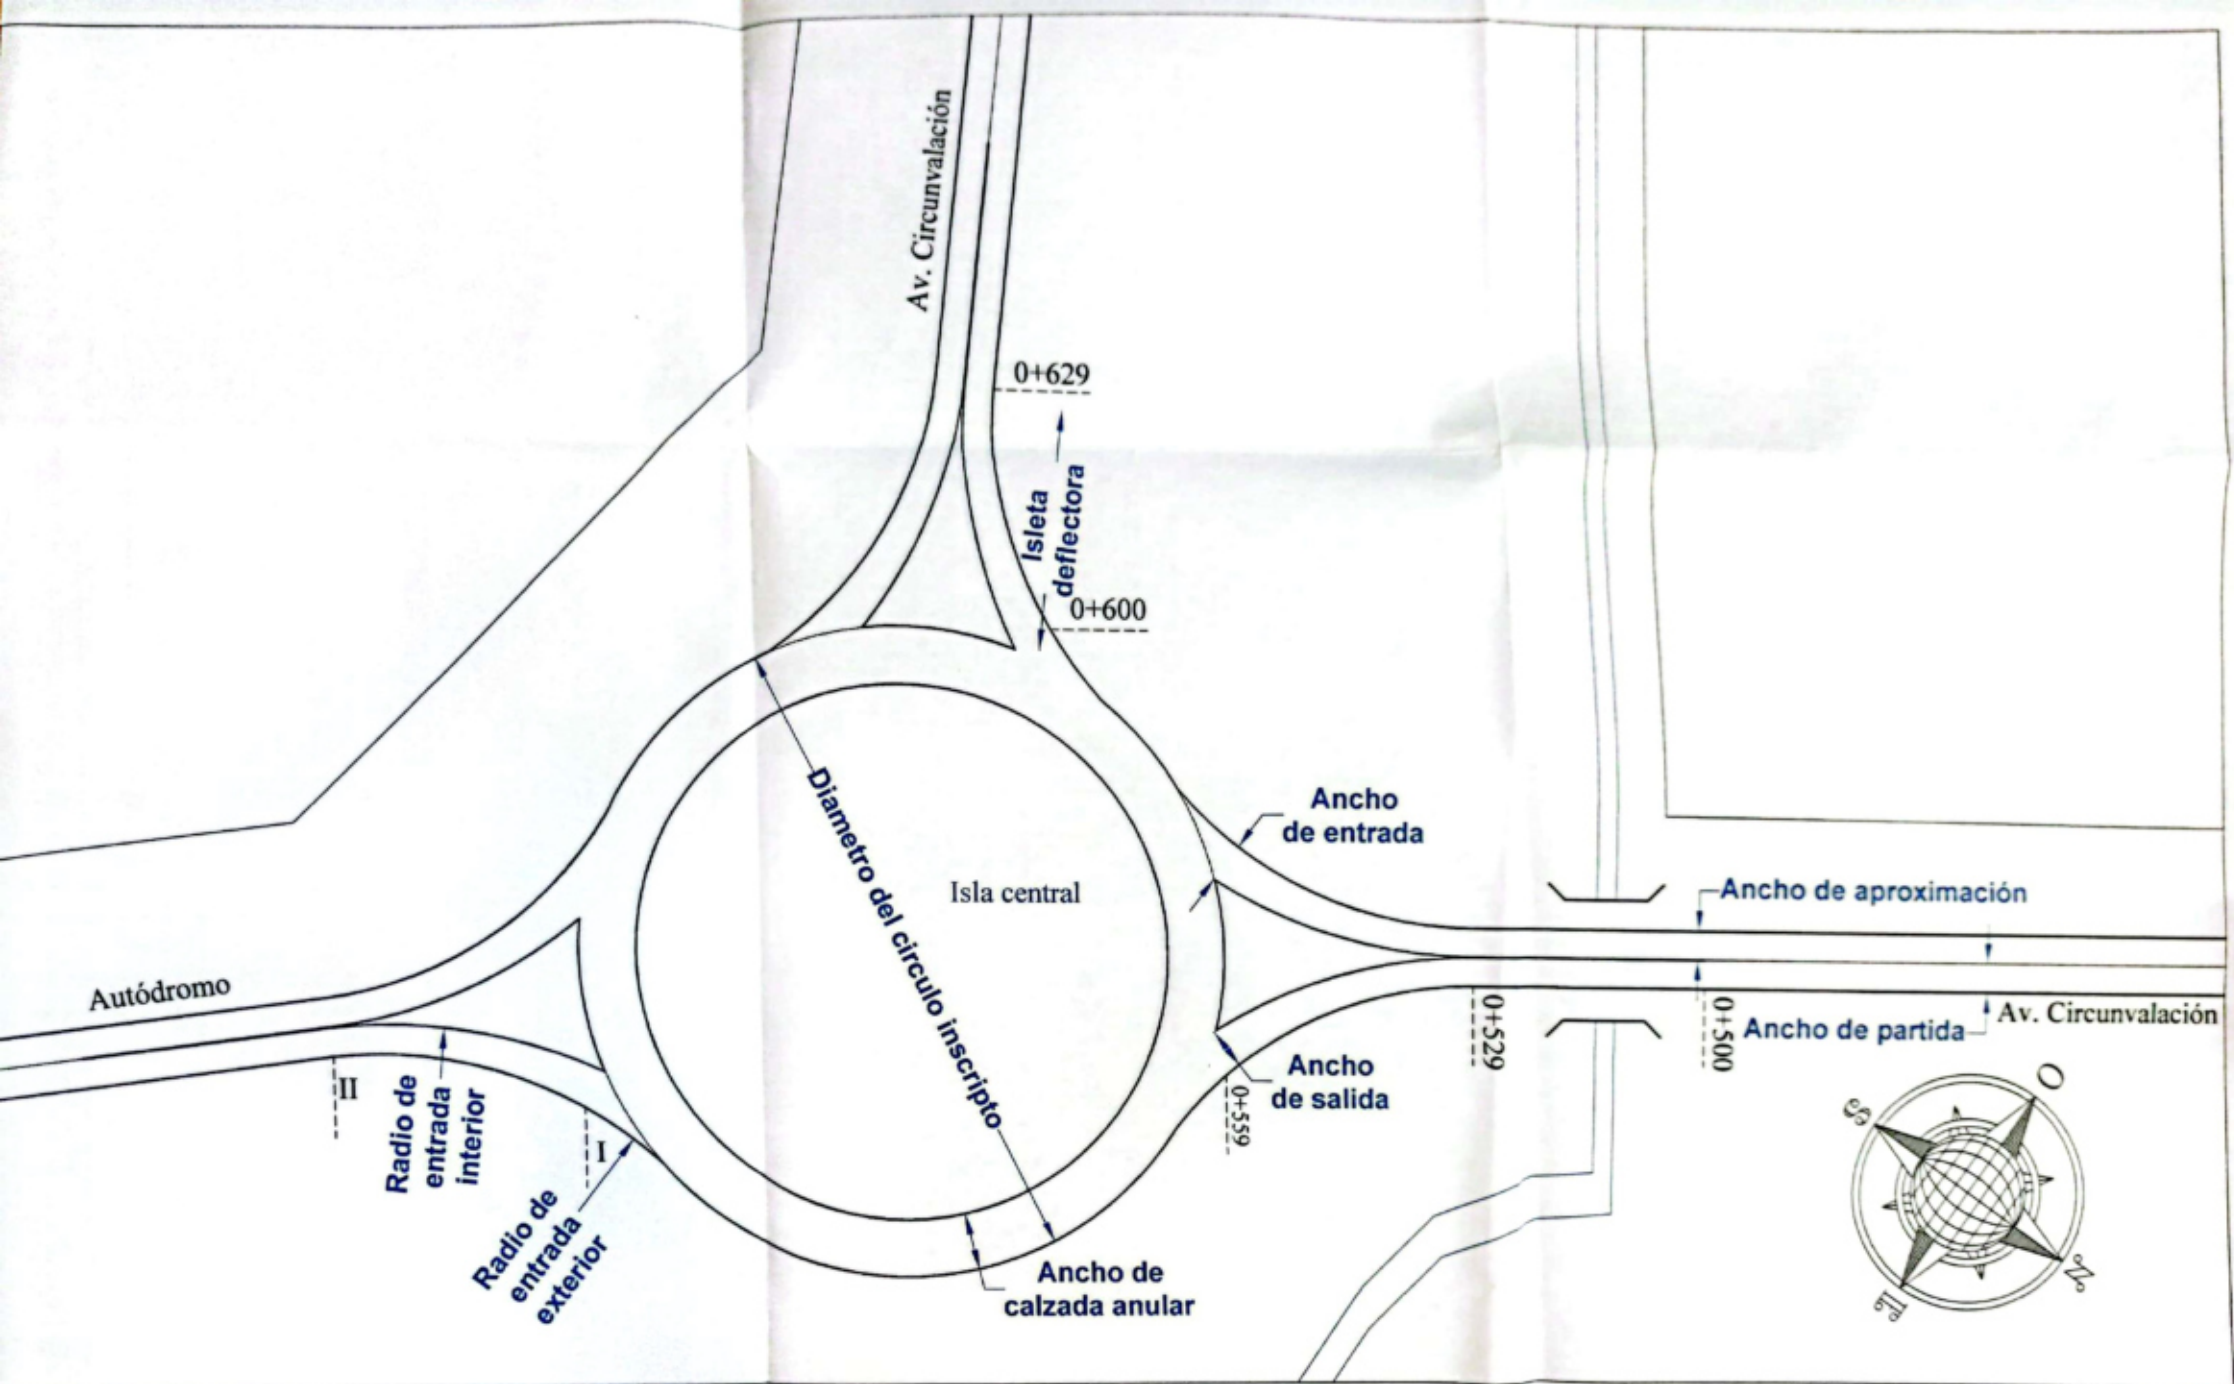 Av. Circunvalación
0+629
Isleta
deflectora
0+600
Diametro del circulo inscripto
Isla central
Ancho
de entrada
Ancho de aproximación
Autódromo
II
Radio de
entrada
interior
I
Radio de
entrada
exterior
Ancho
de salida
0+559
0+529
0+500
Ancho de partida
Av. Circunvalación
Ancho de
calzada anular
O
S
N
E